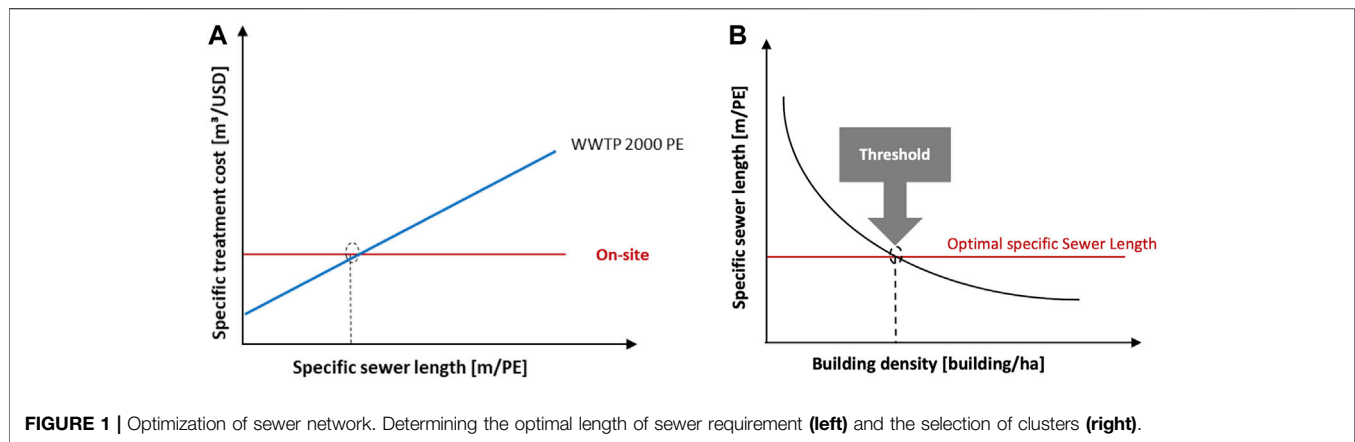 A
Specific treatment cost [m³/USD]
WWTP 2000 PE
On-site
Specific sewer length [m/PE]
B
Specific sewer length [m/PE]
Threshold
Optimal specific Sewer Length
Building density [building/ha]
FIGURE 1 | Optimization of sewer network. Determining the optimal length of sewer requirement (left) and the selection of clusters (right).